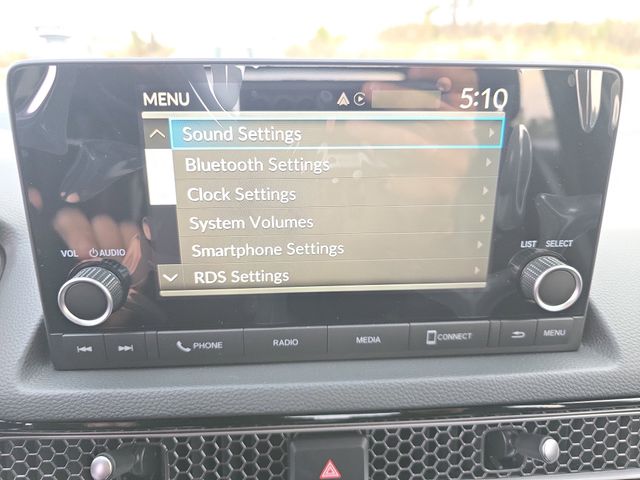 MENU 5:10
Sound Settings
Bluetooth Settings
Clock Settings
System Volumes
Smartphone Settings
RDS Settings
VOL AUDIO
LIST SELECT
PHONE RADIO MEDIA CONNECT MENU